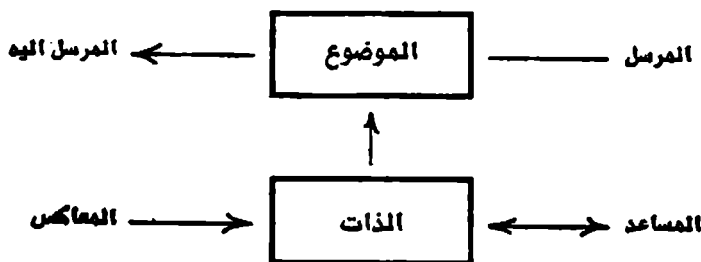 المرسل الموضوع المرسل اليه
المساعد الذات المعاكس